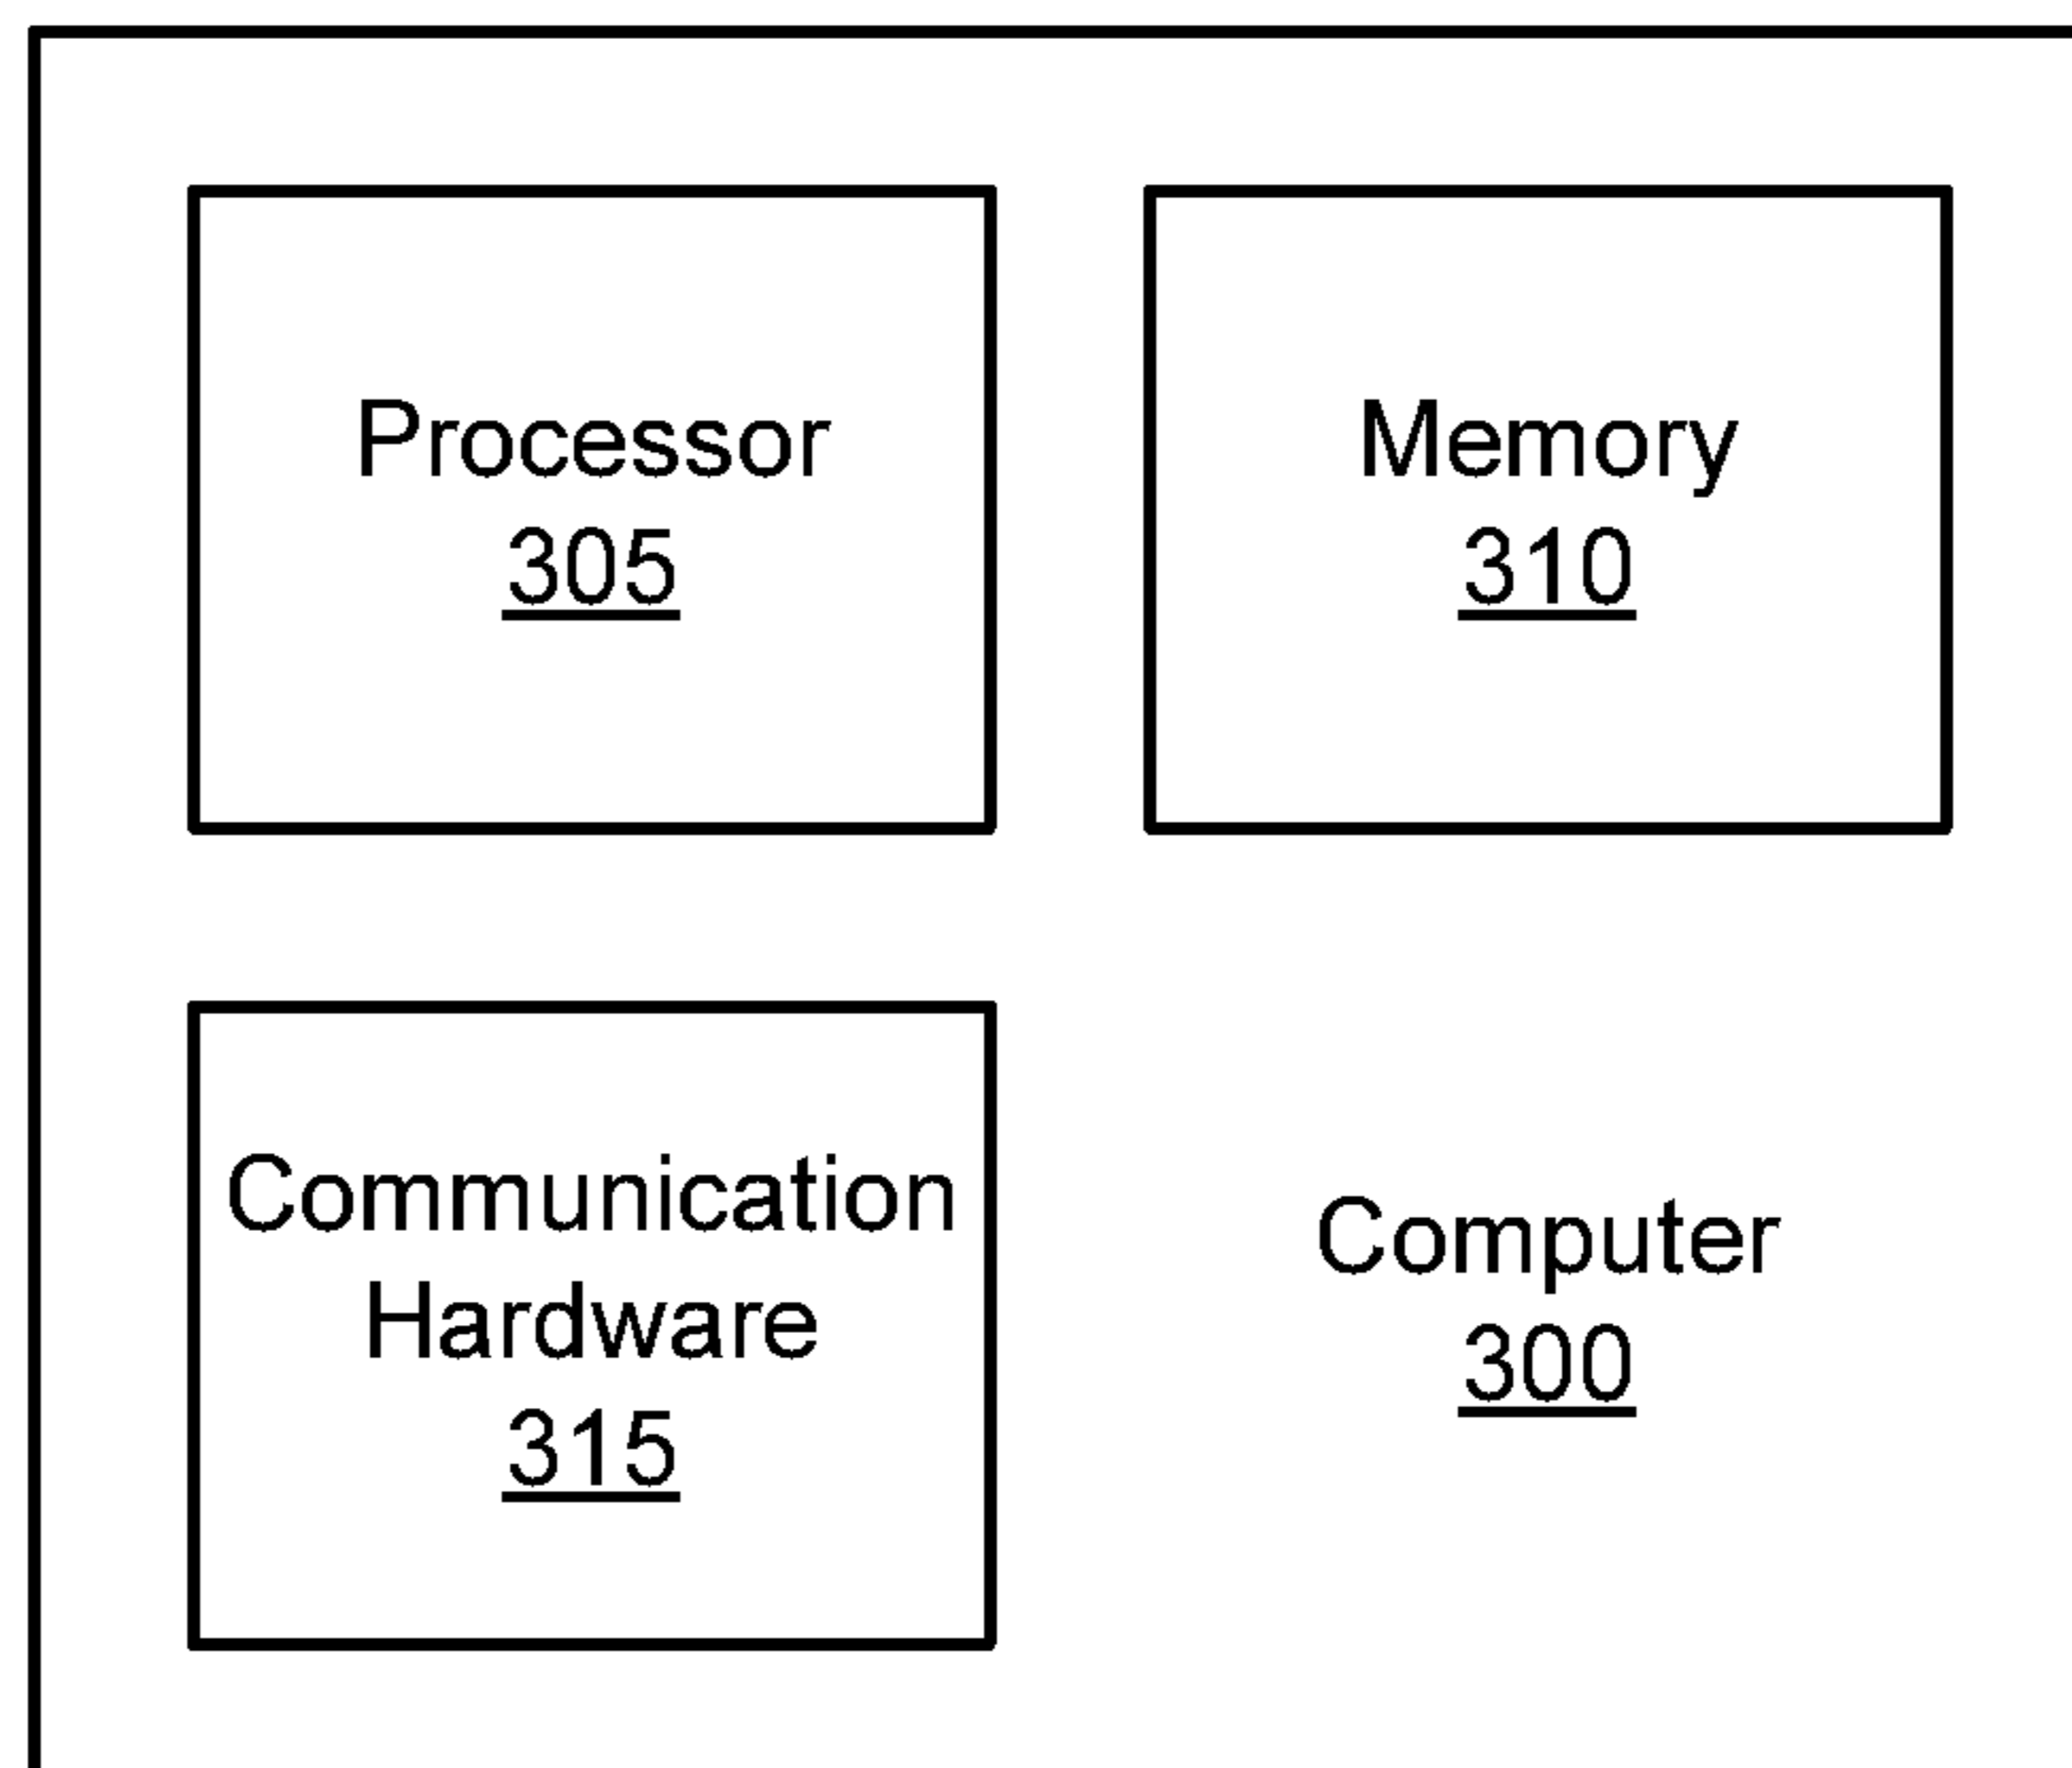 Processor
305
Memory
310
Communication
Hardware
315
Computer
300